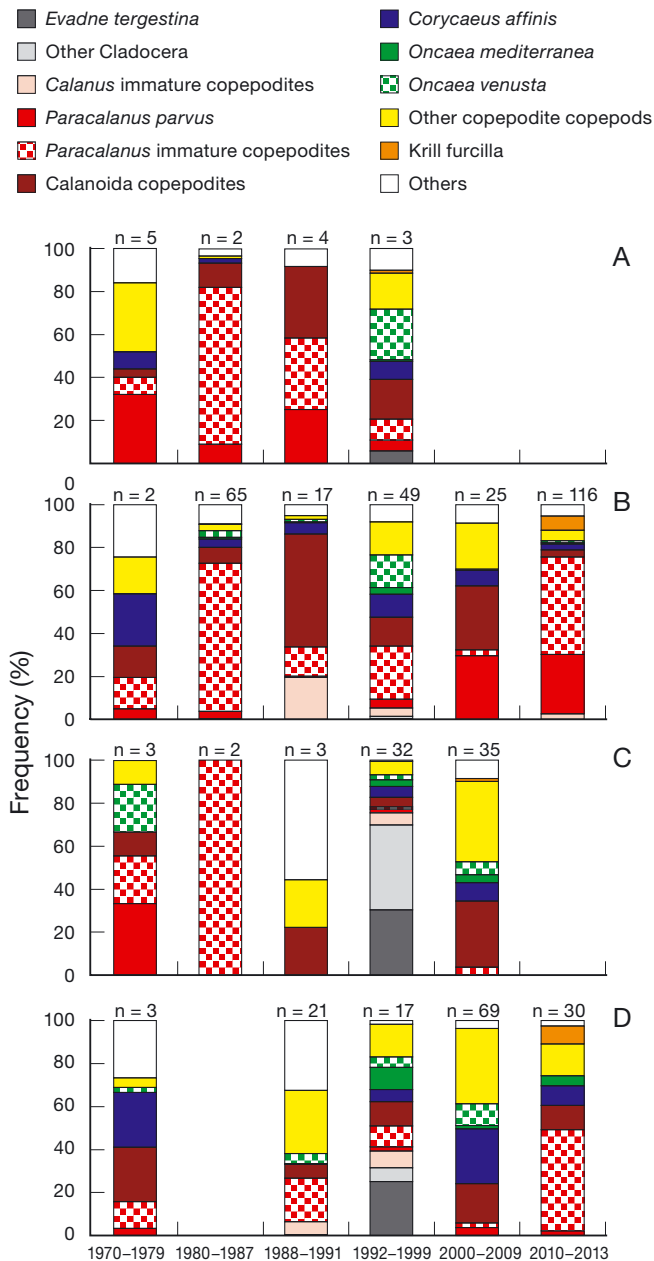 Evadne tergestina
Other Cladocera
Calanus immature copepodites
Paracalanus parvus
Paracalanus immature copepodites
Calanoida copepodites
Corycaeus affinis
Oncaea mediterranea
Oncaea venusta
Other copepodite copepods
Krill furcilla
Others
Frequency (%)
A
n = 5 n = 2 n = 4 n = 3
100
80
60
40
20
0
B
n = 2 n = 65 n = 17 n = 49 n = 25 n = 116
100
80
60
40
20
0
C
n = 3 n = 2 n = 3 n = 32 n = 35
100
80
60
40
20
0
D
n = 3 n = 21 n = 17 n = 69 n = 30
100
80
60
40
20
0
1970–1979 1980–1987 1988–1991 1992–1999 2000–2009 2010–2013